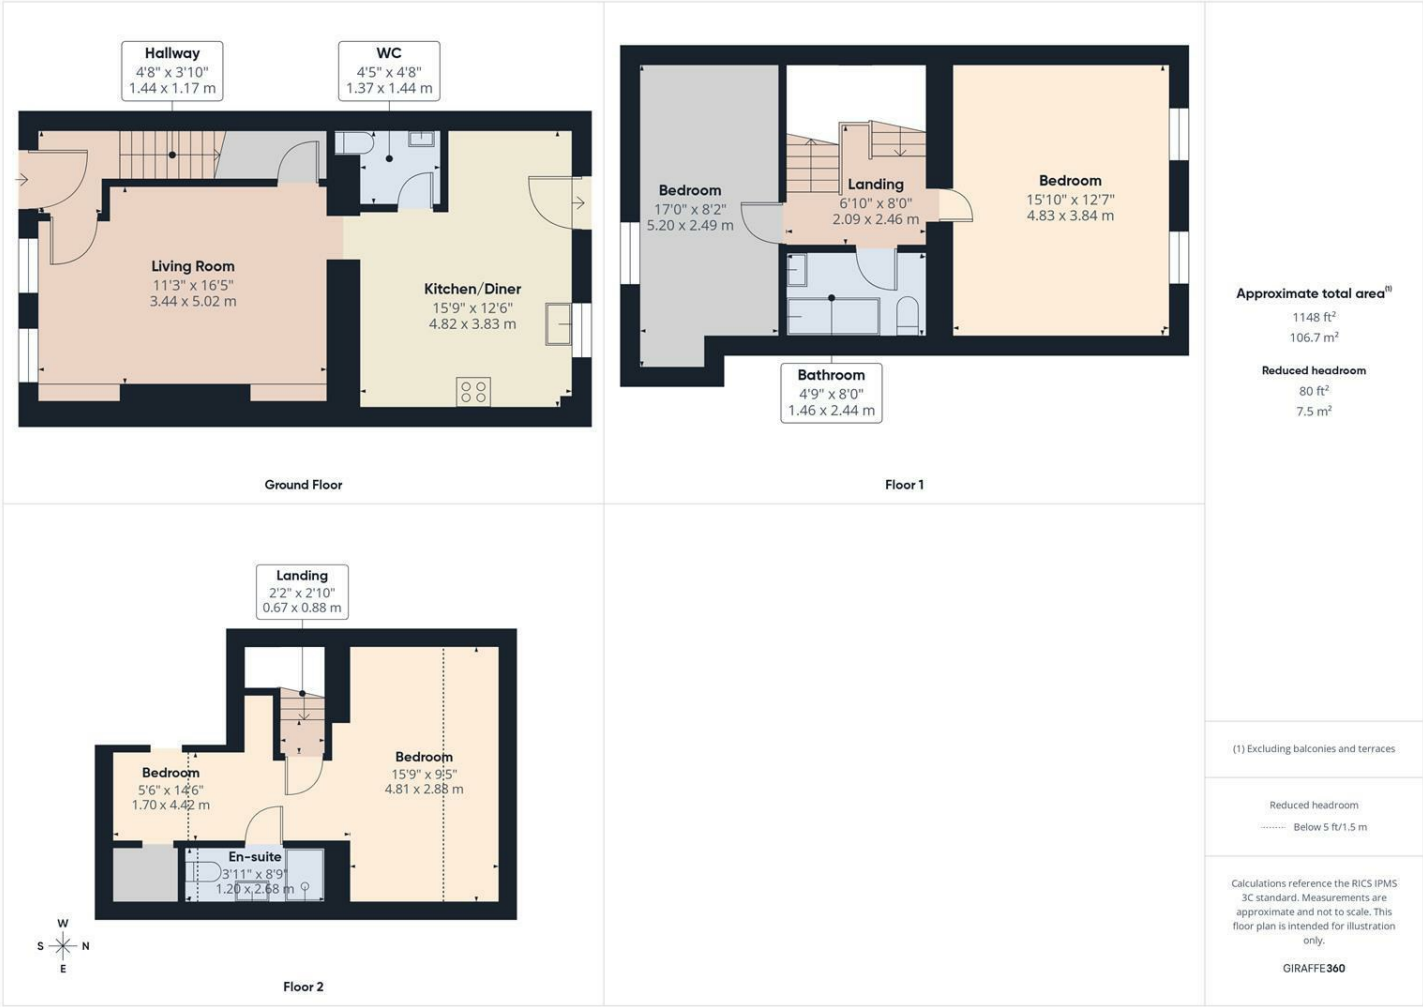 Hallway
4'8" x 3'10"
1.44 x 1.17 m
WC
4'5" x 4'8"
1.37 x 1.44 m
Living Room
11'3" x 16'5"
3.44 x 5.02 m
Kitchen/Diner
15'9" x 12'6"
4.82 x 3.83 m
Ground Floor
Bedroom
17'0" x 8'2"
5.20 x 2.49 m
Landing
6'10" x 8'0"
2.09 x 2.46 m
Bedroom
15'10" x 12'7"
4.83 x 3.84 m
Bathroom
4'9" x 8'0"
1.46 x 2.44 m
Floor 1
Landing
2'2" x 2'10"
0.67 x 0.88 m
Bedroom
5'6" x 14'6"
1.70 x 4.42 m
Bedroom
15'9" x 9'5"
4.81 x 2.88 m
En-suite
3'11" x 8'9"
1.20 x 2.68 m
W
S N
E
Floor 2
Approximate total area(1)
1148 ft²
106.7 m²
Reduced headroom
80 ft²
7.5 m²
(1) Excluding balconies and terraces
Reduced headroom
Below 5 ft/1.5 m
Calculations reference the RICS IPMS
3C standard. Measurements are
approximate and not to scale. This
floor plan is intended for illustration
only.
GIRAFFE360